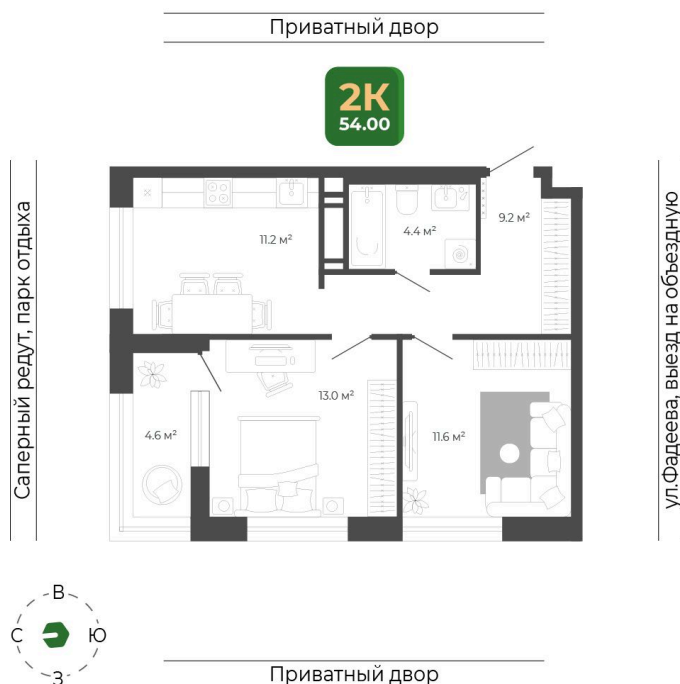 Приватный двор
2К
54.00
Саперный редут, парк отдыха
ул.Фадеева, выезд на объездную
11.2 м²
4.4 м²
9.2 м²
13.0 м²
4.6 м²
11.6 м²
В
С
Ю
З
Приватный двор